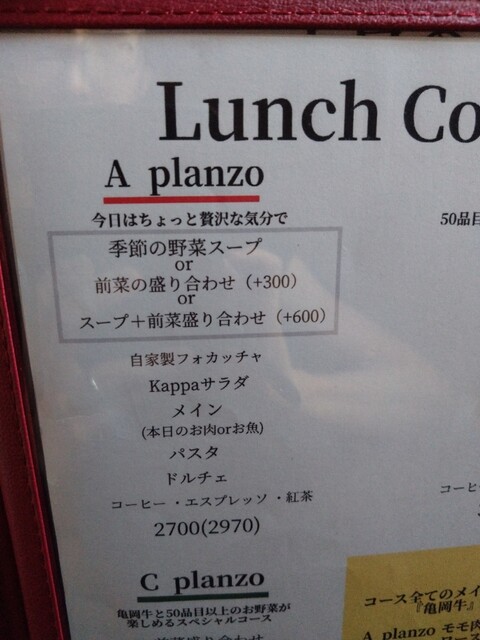 Lunch Co
A planzo
今日はちょっと贅沢な気分で
季節の野菜スープ
or
前菜の盛り合わせ（+300）
or
スープ＋前菜盛り合わせ（+600）
自家製フォカッチャ
Kappaサラダ
メイン
(本日のお肉orお魚)
パスタ
ドルチェ
コーヒー・エスプレッソ・紅茶
2700(2970)
C planzo
亀岡牛と50品目以上のお野菜が
楽しめるスペシャルコース
前菜盛り合わせ
50品目
コーヒ
コース全てのメイ
『亀岡牛』
A planzo モモ肉